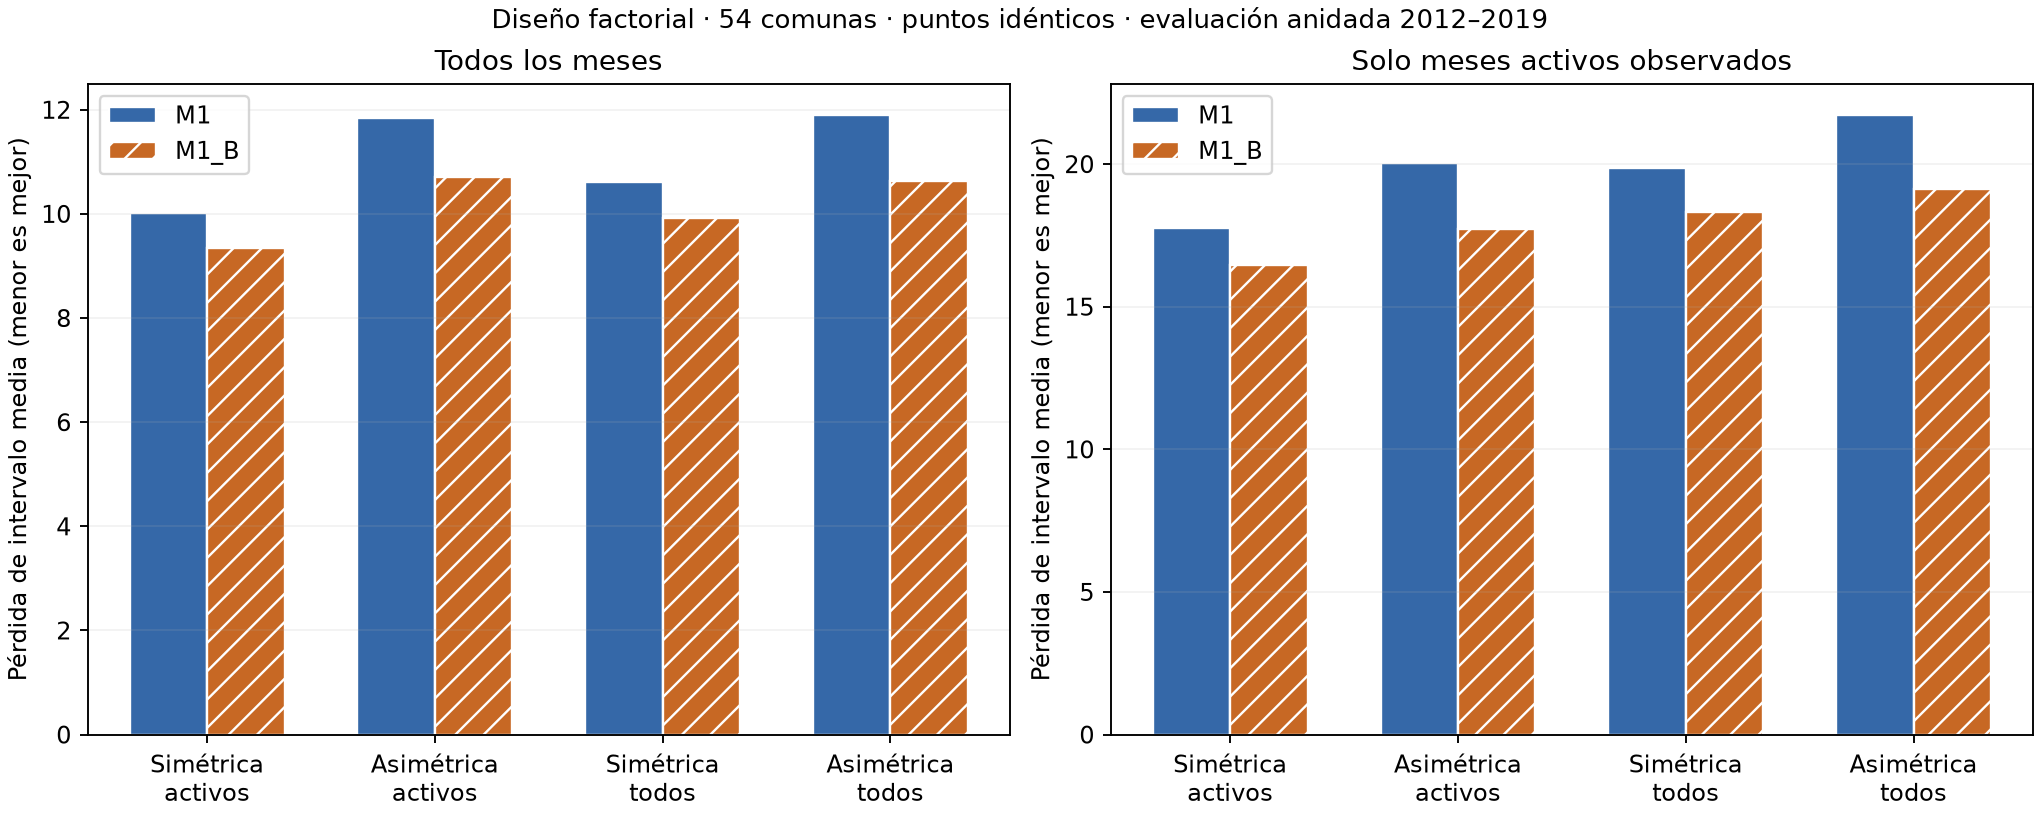 Diseño factorial · 54 comunas · puntos idénticos · evaluación anidada 2012–2019
Todos los meses
Pérdida de intervalo media (menor es mejor)
12
10
8
6
4
2
0
M1
M1_B
Simétrica
activos
Asimétrica
activos
Simétrica
todos
Asimétrica
todos
Solo meses activos observados
Pérdida de intervalo media (menor es mejor)
20
15
10
5
0
M1
M1_B
Simétrica
activos
Asimétrica
activos
Simétrica
todos
Asimétrica
todos